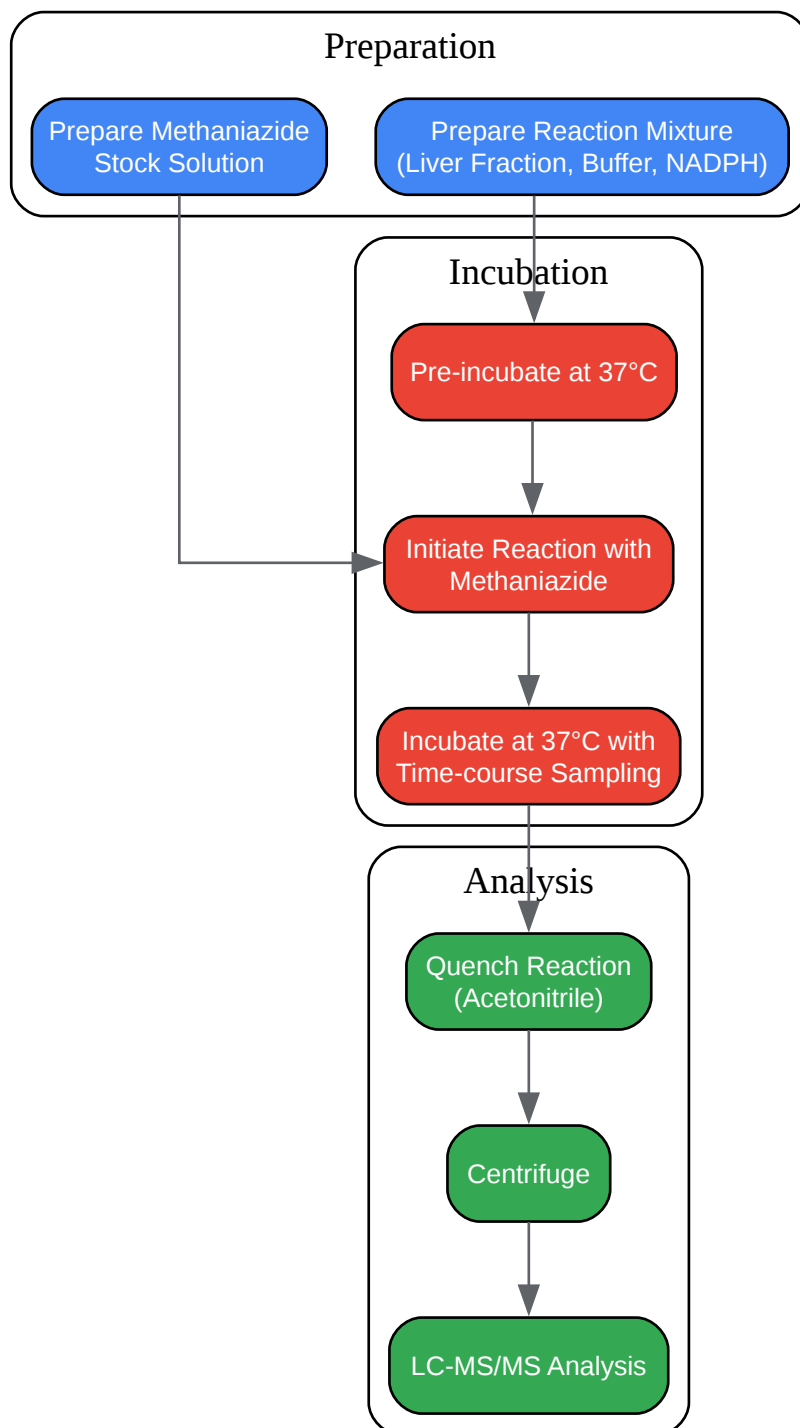 Preparation
Prepare Methaniazide
Stock Solution
Prepare Reaction Mixture
(Liver Fraction, Buffer, NADPH)
Incubation
Pre-incubate at 37°C
Initiate Reaction with
Methaniazide
Incubate at 37°C with
Time-course Sampling
Analysis
Quench Reaction
(Acetonitrile)
Centrifuge
LC-MS/MS Analysis